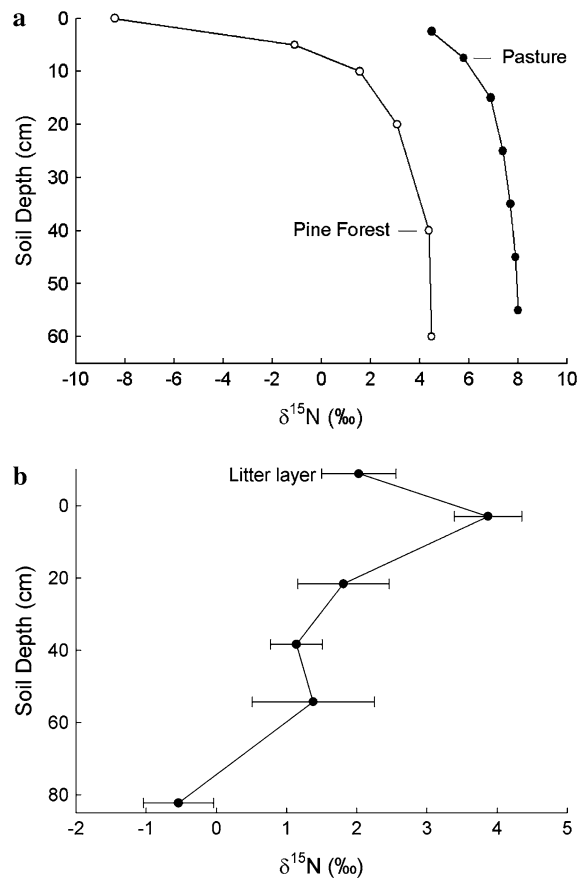 a
0
10
20
30
40
50
60
Soil Depth (cm)
Pasture
Pine Forest
-10 -8 -6 -4 -2 0 2 4 6 8 10
δ15N (‰)
b
Litter layer
0
20
40
60
80
Soil Depth (cm)
-2 -1 0 1 2 3 4 5
δ15N (‰)